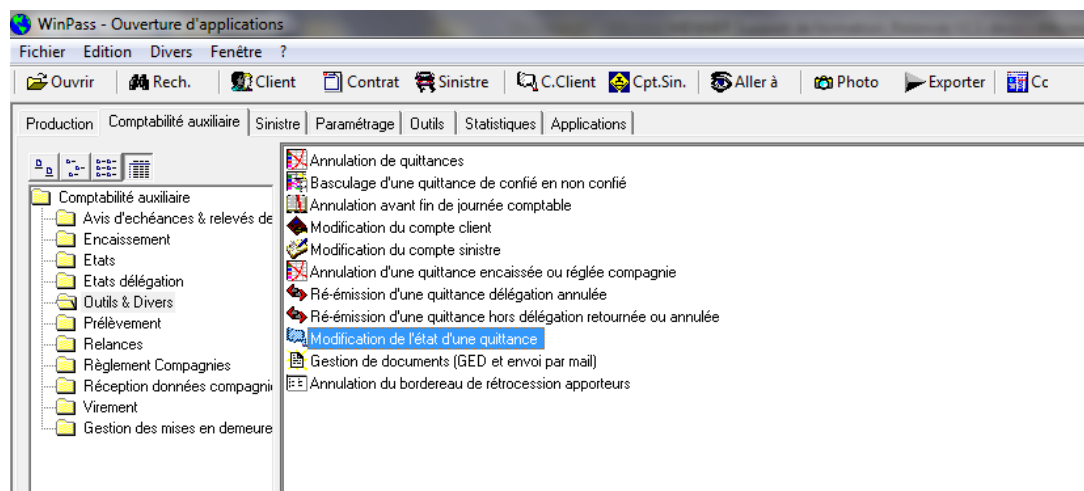 WinPass - Ouverture d'applications
Fichier Edition Divers Fenêtre ?
Ouvrir Rech. Client Contrat Sinistre C.Client Cpt.Sin. Aller à Photo Exporter Cc
Production Comptabilité auxiliaire Sinistre Paramétrage Outils Statistiques Applications
Comptabilité auxiliaire
Avis d'echéances & relevés de
Encaissement
Etats
Etats délégation
Outils & Divers
Prélèvement
Relances
Règlement Compagnies
Réception données compagni
Virement
Gestion des mises en demeure
Annulation de quittances
Basculage d'une quittance de confié en non confié
Annulation avant fin de journée comptable
Modification du compte client
Modification du compte sinistre
Annulation d'une quittance encaissée ou réglée compagnie
Ré-émission d'une quittance délégation annulée
Ré-émission d'une quittance hors délégation retournée ou annulée
Modification de l'état d'une quittance
Gestion de documents (GED et envoi par mail)
Annulation du bordereau de rétrocession apporteurs